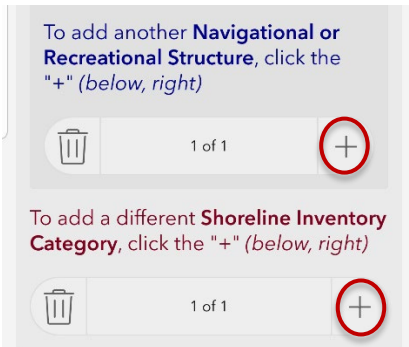 To add another Navigational or
Recreational Structure, click the
"+" (below, right)
1 of 1 +
To add a different Shoreline Inventory
Category, click the "+" (below, right)
1 of 1 +